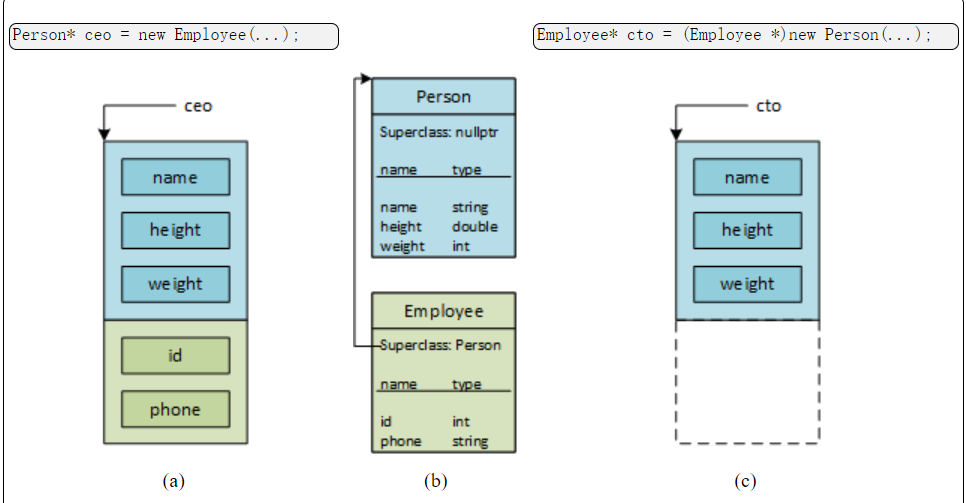 Person* ceo = new Employee(...);
Employee* cto = (Employee *)new Person(...);
ceo
name
height
weight
id
phone
(a)
Person
Superclass: nullptr
name type
name string
height double
weight int
Employee
Superclass: Person
name type
id int
phone string
(b)
cto
name
height
weight
(c)